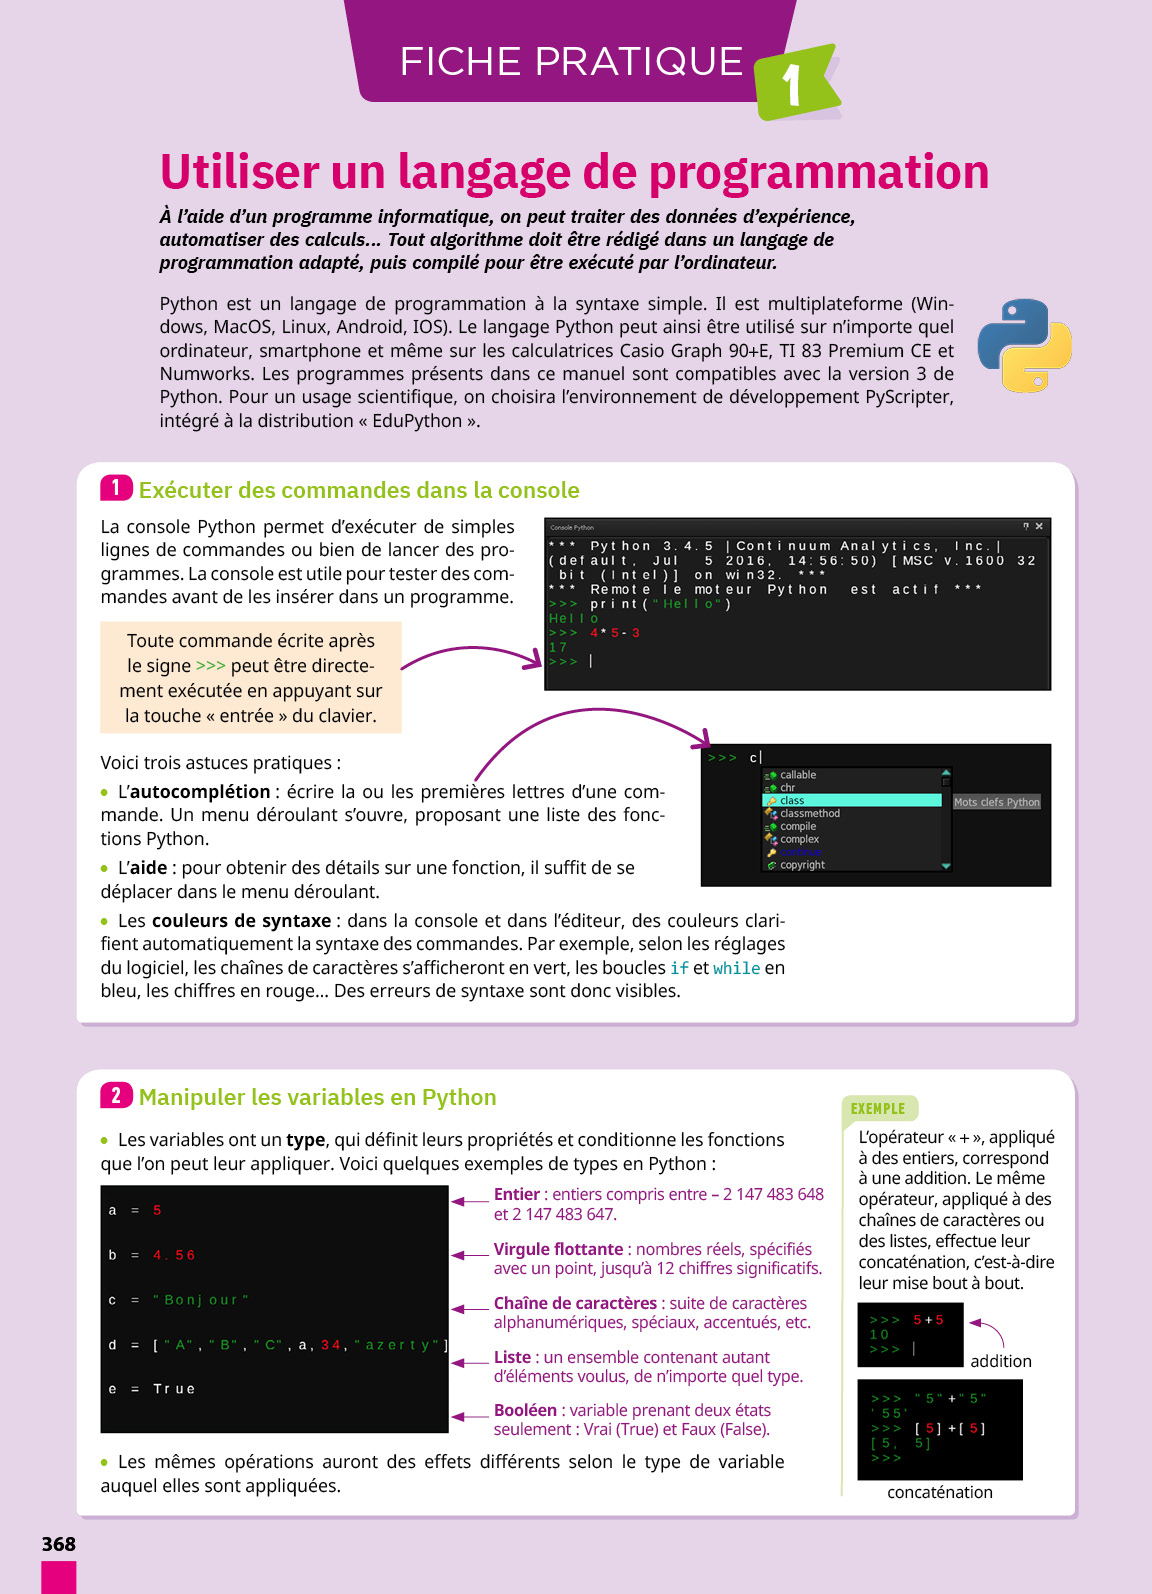 FICHE PRATIQUE
1
Utiliser un langage de programmation
À l’aide d’un programme informatique, on peut traiter des données d’expérience,
automatiser des calculs... Tout algorithme doit être rédigé dans un langage de
programmation adapté, puis compilé pour être exécuté par l’ordinateur.
Python est un langage de programmation à la syntaxe simple. Il est multiplateforme (Win-
dows, MacOS, Linux, Android, IOS). Le langage Python peut ainsi être utilisé sur n’importe quel
ordinateur, smartphone et même sur les calculatrices Casio Graph 90+E, TI 83 Premium CE et
Numworks. Les programmes présents dans ce manuel sont compatibles avec la version 3 de
Python. Pour un usage scientifique, on choisira l’environnement de développement PyScripter,
intégré à la distribution « EduPython ».
1 Exécuter des commandes dans la console
La console Python permet d’exécuter de simples
lignes de commandes ou bien de lancer des pro-
grammes. La console est utile pour tester des com-
mandes avant de les insérer dans un programme.
Console Python
*** Python 3.4.5 |Continuum Analytics, Inc.|
(default, Jul 5 2016, 14:56:50) [MSC v.1600 32
bit (Intel)] on win32. ***
*** Remote le moteur Python est actif ***
>>> print("Hello")
Hello
>>> 4*5-3
17
>>>
Toute commande écrite après
le signe >>> peut être directe-
ment exécutée en appuyant sur
la touche « entrée » du clavier.
Voici trois astuces pratiques :
• L’autocomplétion : écrire la ou les premières lettres d’une com-
mande. Un menu déroulant s’ouvre, proposant une liste des fonc-
tions Python.
• L’aide : pour obtenir des détails sur une fonction, il suffit de se
déplacer dans le menu déroulant.
• Les couleurs de syntaxe : dans la console et dans l’éditeur, des couleurs clari-
fient automatiquement la syntaxe des commandes. Par exemple, selon les réglages
du logiciel, les chaînes de caractères s’afficheront en vert, les boucles if et while en
bleu, les chiffres en rouge... Des erreurs de syntaxe sont donc visibles.
>>> c
callable
chr
class
Mots clefs Python
classmethod
compile
complex
copyright
2 Manipuler les variables en Python
• Les variables ont un type, qui définit leurs propriétés et conditionne les fonctions
que l’on peut leur appliquer. Voici quelques exemples de types en Python :
a = 5
b = 4.56
c = "Bonjour"
d = ["A", "B", "C", a, 34, "azerty"]
e = True
Entier : entiers compris entre – 2 147 483 648
et 2 147 483 647.
Virgule flottante : nombres réels, spécifiés
avec un point, jusqu’à 12 chiffres significatifs.
Chaîne de caractères : suite de caractères
alphanumériques, spéciaux, accentués, etc.
Liste : un ensemble contenant autant
d’éléments voulus, de n’importe quel type.
Booléen : variable prenant deux états
seulement : Vrai (True) et Faux (False).
• Les mêmes opérations auront des effets différents selon le type de variable
auquel elles sont appliquées.
EXEMPLE
L’opérateur « + », appliqué
à des entiers, correspond
à une addition. Le même
opérateur, appliqué à des
chaînes de caractères ou
des listes, effectue leur
concaténation, c’est-à-dire
leur mise bout à bout.
>>> 5+5
10
>>>
addition
>>> "5"+"5"
'55'
>>> [5]+[5]
[5, 5]
>>>
concaténation
368